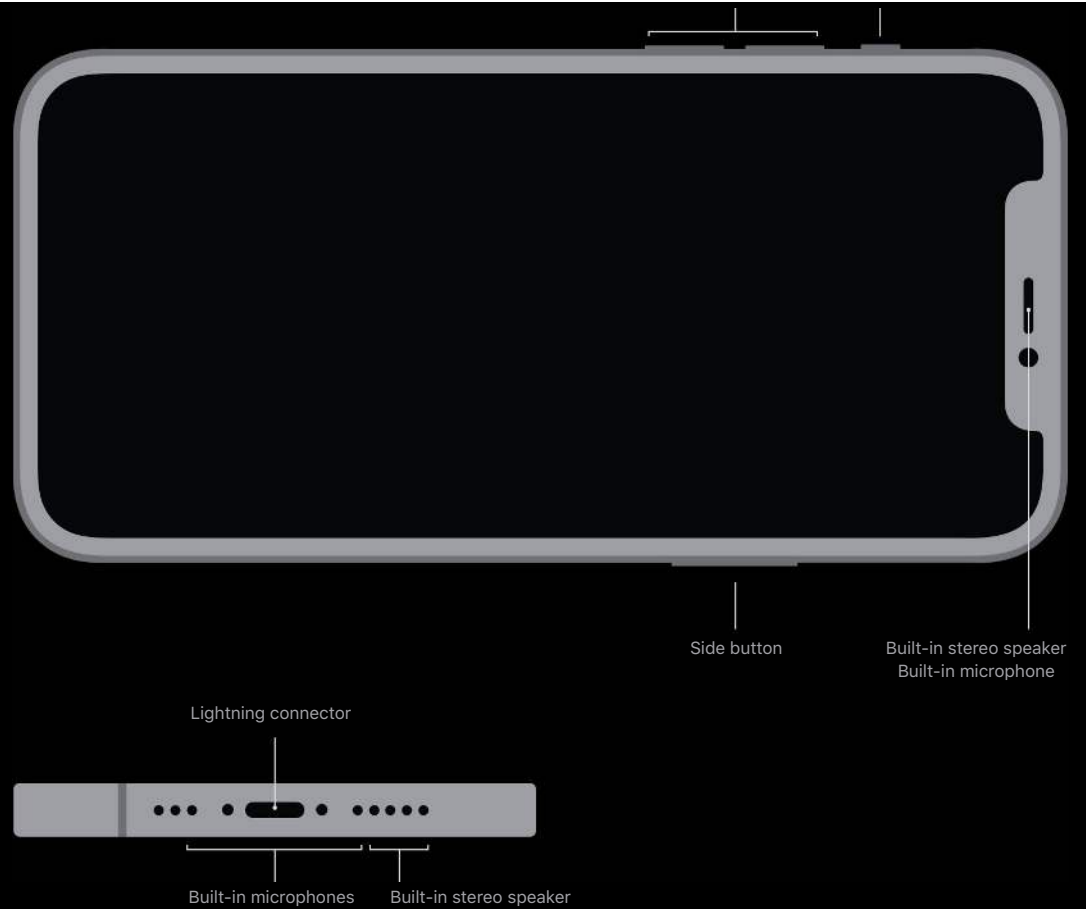 Side button
Built-in stereo speaker
Built-in microphone
Lightning connector
Built-in microphones
Built-in stereo speaker